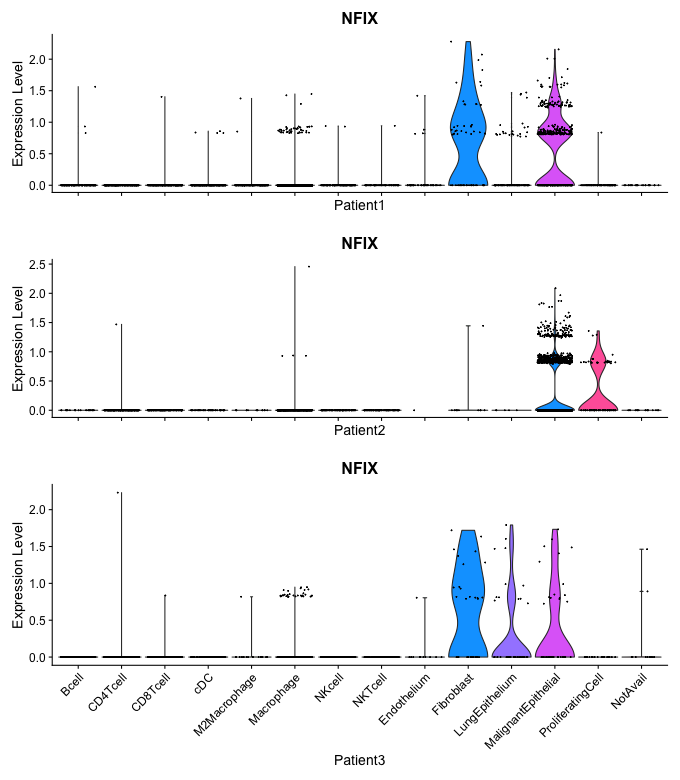 NFIX
Expression Level
2.0
1.5
1.0
0.5
0.0
Patient1
NFIX
Expression Level
2.5
2.0
1.5
1.0
0.5
0.0
Patient2
NFIX
Expression Level
2.0
1.5
1.0
0.5
0.0
Bcell
CD4Tcell
CD8Tcell
cDC
M2Macrophage
Macrophage
NKcell
NKTcell
Endothelium
Fibroblast
LungEpithelium
MalignantEpithelial
ProliferatingCell
NotAvail
Patient3